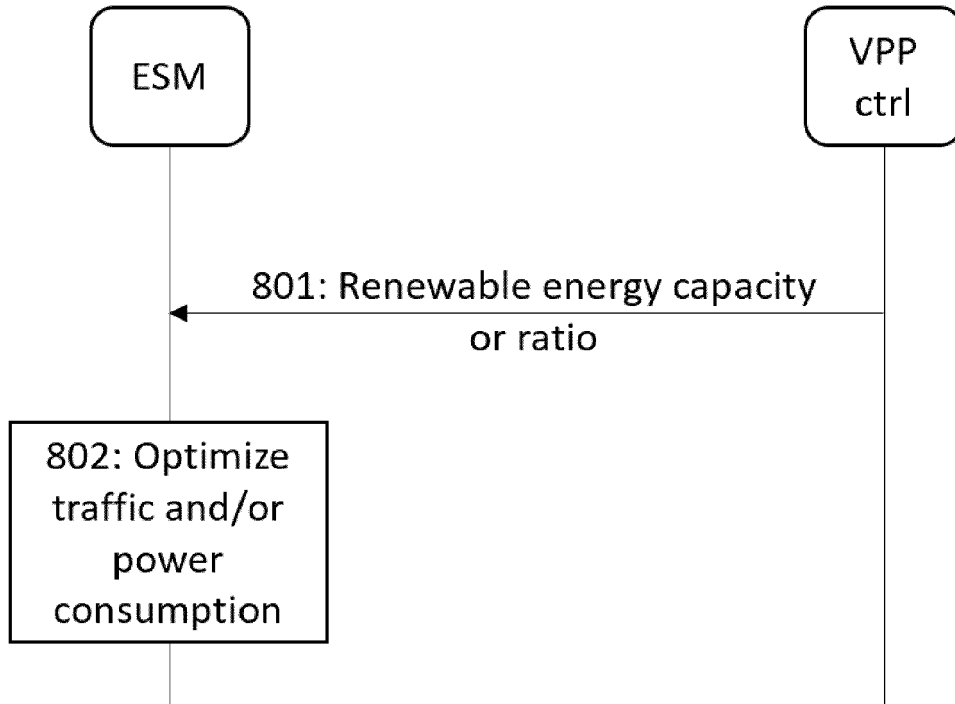 ESM
VPP
ctrl
801: Renewable energy capacity
or ratio
802: Optimize
traffic and/or
power
consumption